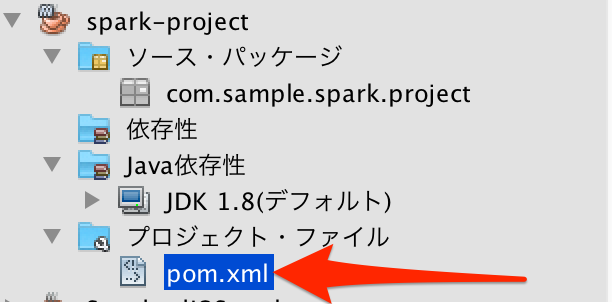 spark-project
ソース・パッケージ
com.sample.spark.project
依存性
Java依存性
JDK 1.8(デフォルト)
プロジェクト・ファイル
pom.xml